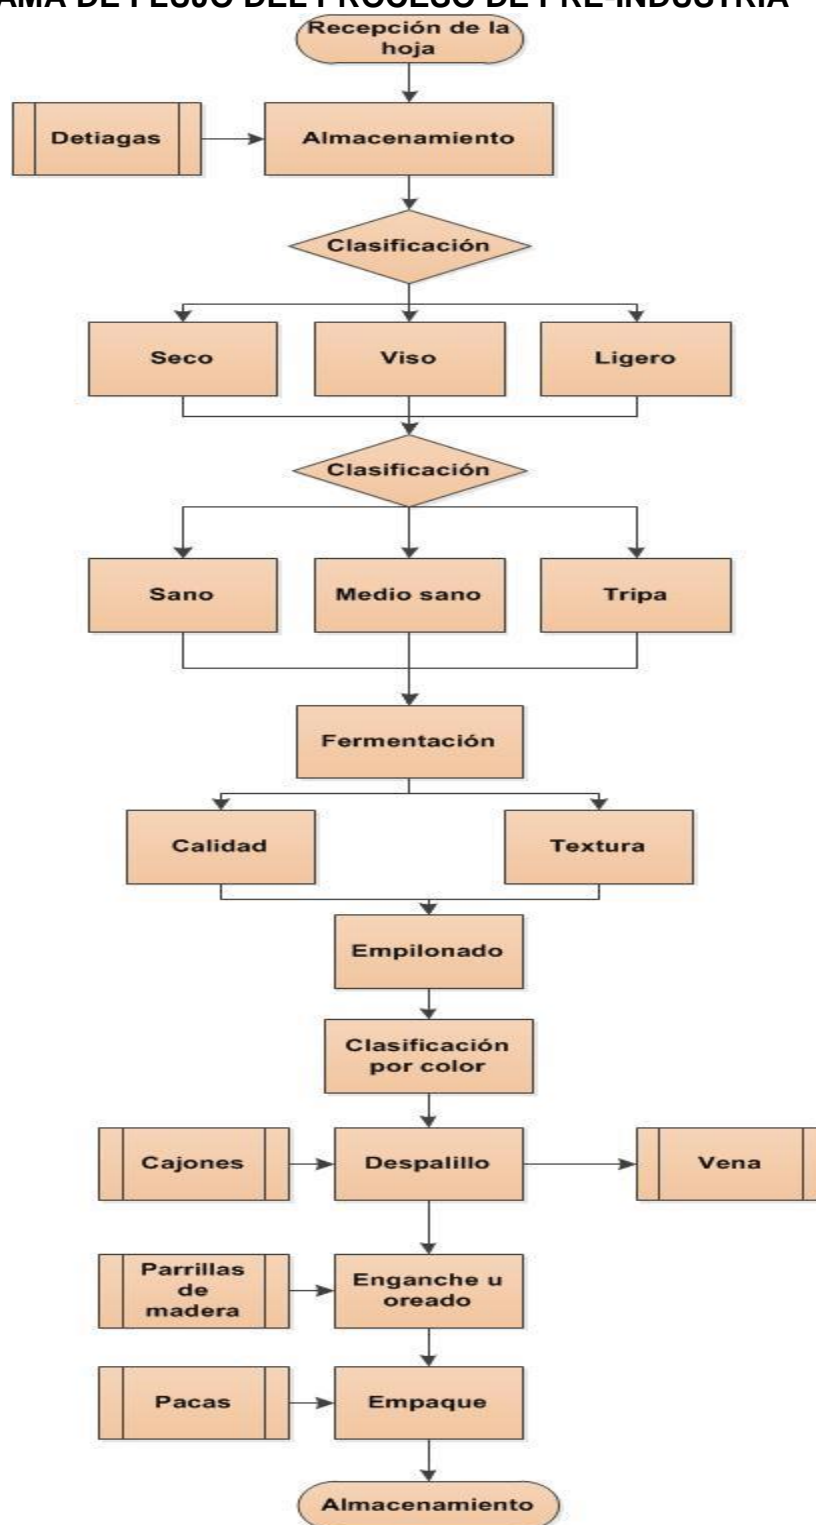 AMA DE FLUJO DEL PROCESO DE PRE-INDUSTRIA
Recepción de la
hoja
Detiagas
Almacenamiento
Clasificación
Seco
Viso
Ligero
Clasificación
Sano
Medio sano
Tripa
Fermentación
Calidad
Textura
Empilonado
Clasificación
por color
Cajones
Despalillo
Vena
Parrillas
de
madera
Enganche u
oreado
Pacas
Empaque
Almacenamiento